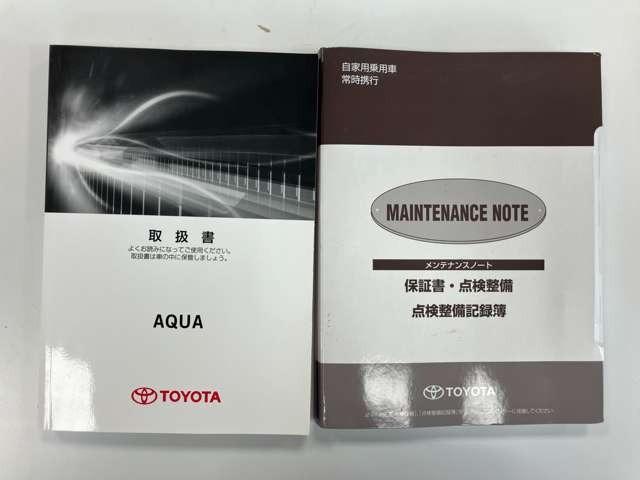 取扱書
よくお読みになってご使用ください。
取扱書は車の中に保管しましょう。
AQUA
TOYOTA
自家用乗用車
常時携行
MAINTENANCE NOTE
メンテナンスノート
保証書・点検整備
点検整備記録簿
TOYOTA